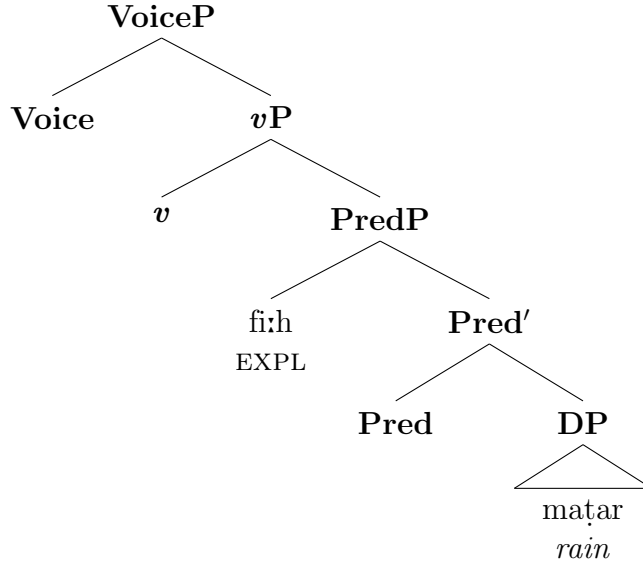 VoiceP
Voice vP
v PredP
fiːh Pred′
EXPL
Pred DP
maṭar
rain